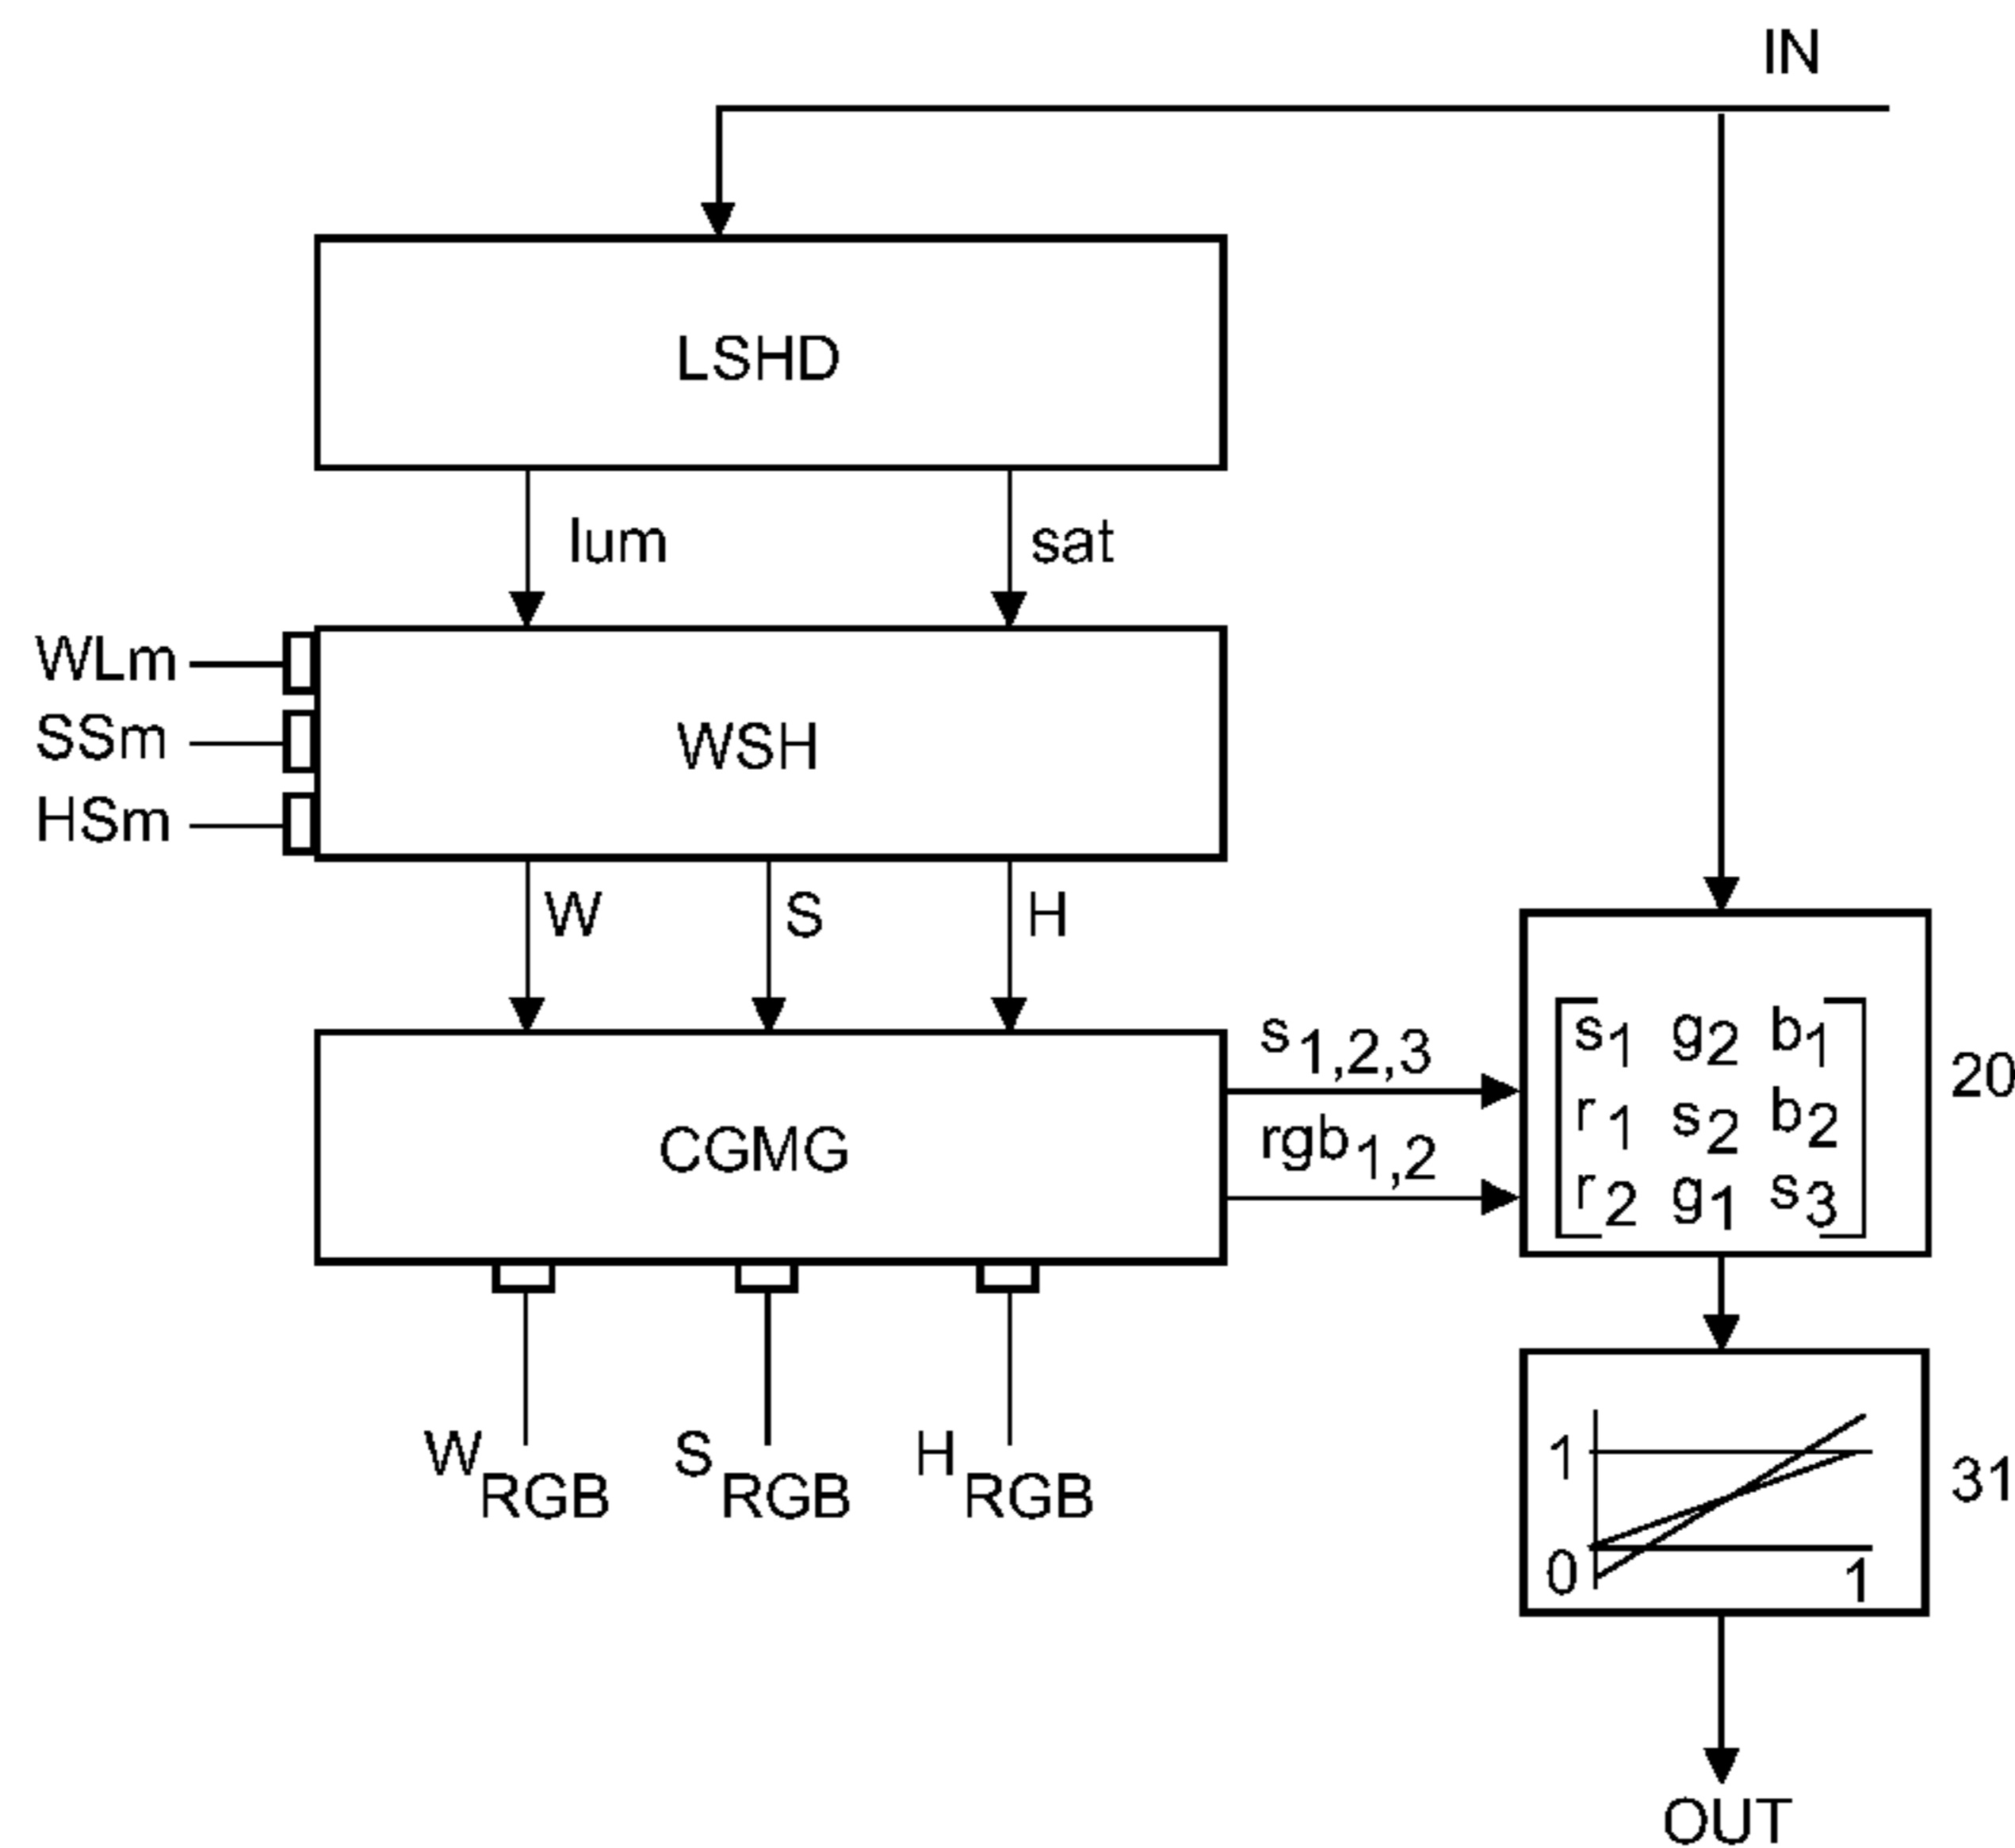 IN
LSHD
lum
sat
WLm
SSm
HSm
WSH
W
S
H
CGMG
s1,2,3
rgb1,2
s1 g2 b1
r1 s2 b2
r2 g1 s3
20
WRGB
SRGB
HRGB
1
0
1
31
OUT